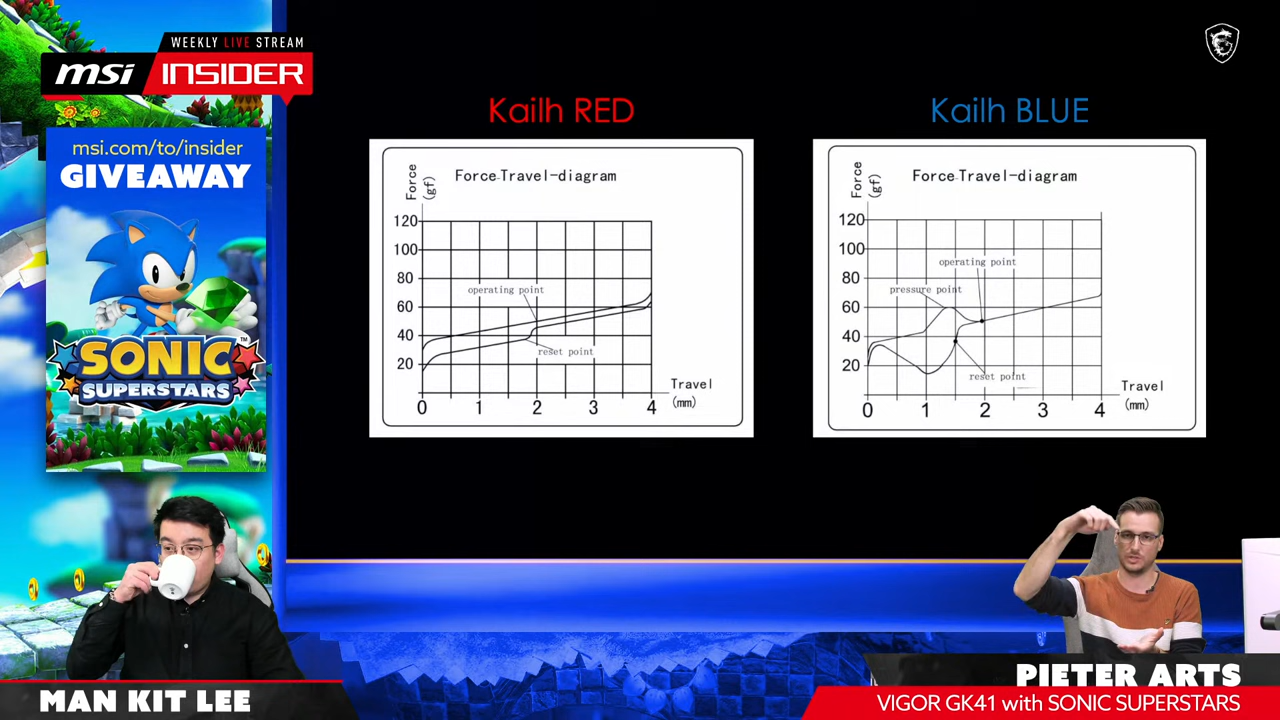 WEEKLY LIVE STREAM
msi INSIDER
msi.com/to/insider
GIVEAWAY
SONIC™
SUPERSTARS
Kailh RED
Force Travel-diagram
Force
(gf)
120
100
80
60
40
20
operating point
reset point
0 1 2 3 4
Travel
(mm)
Kailh BLUE
Force Travel-diagram
Force
(gf)
120
100
80
60
40
20
operating point
pressure point
reset point
0 1 2 3 4
Travel
(mm)
MAN KIT LEE
PIETER ARTS
VIGOR GK41 with SONIC SUPERSTARS